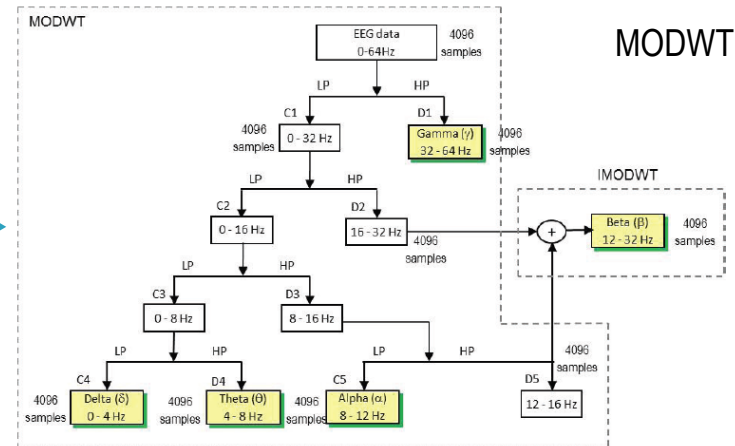 MODWT
MODWT
EEG data
0-64Hz
4096
samples
LP
HP
C1
D1
4096
samples
0 - 32 Hz
Gamma (γ)
32 - 64 Hz
4096
samples
IMODWT
LP
HP
C2
D2
0 - 16 Hz
16 - 32 Hz
4096
samples
+
Beta (β)
12 - 32 Hz
4096
samples
LP
HP
C3
D3
0 - 8 Hz
8 - 16 Hz
LP
HP
LP
HP
4096
samples
C4
D4
C5
D5
4096
samples
Delta (δ)
0 - 4 Hz
4096
samples
Theta (θ)
4 - 8 Hz
4096
samples
Alpha (α)
8 - 12 Hz
12 - 16 Hz